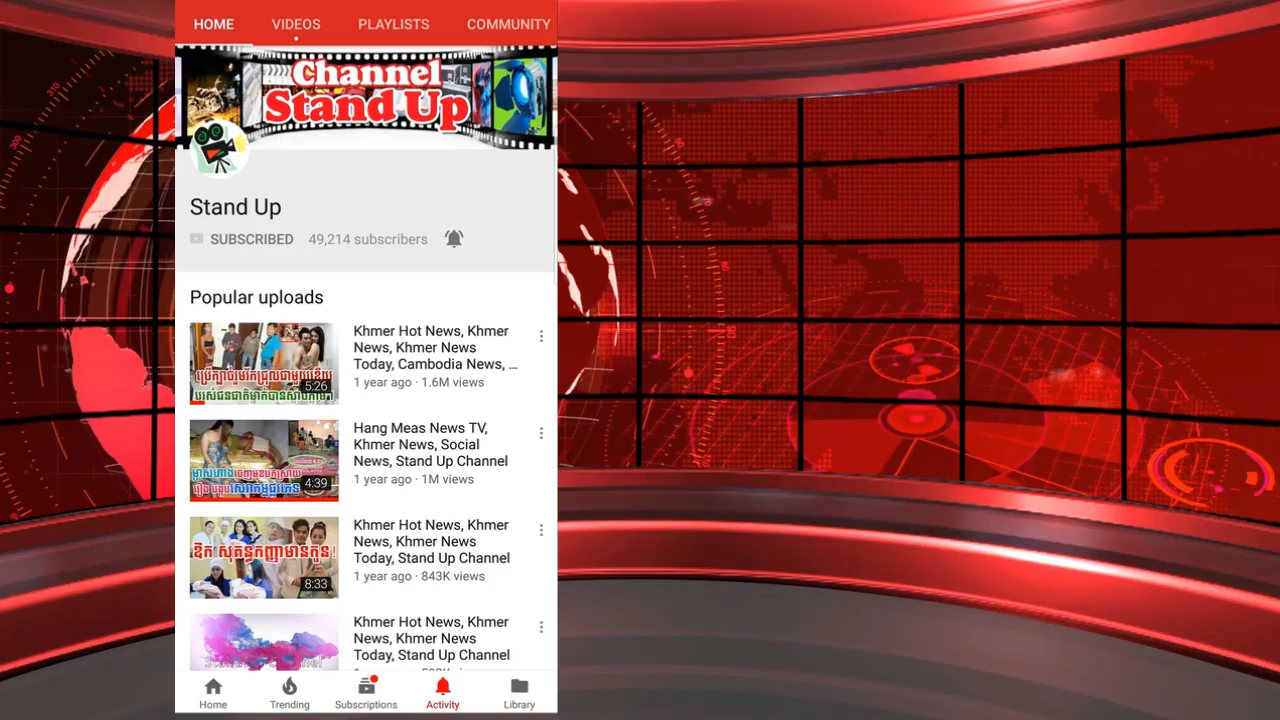 HOME VIDEOS PLAYLISTS COMMUNITY
Channel
Stand Up
Stand Up
SUBSCRIBED 49,214 subscribers
Popular uploads
Khmer Hot News, Khmer
News, Khmer News
Today, Cambodia News, ...
1 year ago · 1.6M views
5:26
Hang Meas News TV,
Khmer News, Social
News, Stand Up Channel
1 year ago · 1M views
4:39
Khmer Hot News, Khmer
News, Khmer News
Today, Stand Up Channel
1 year ago · 843K views
8:33
Khmer Hot News, Khmer
News, Khmer News
Today, Stand Up Channel
Home Trending Subscriptions Activity Library